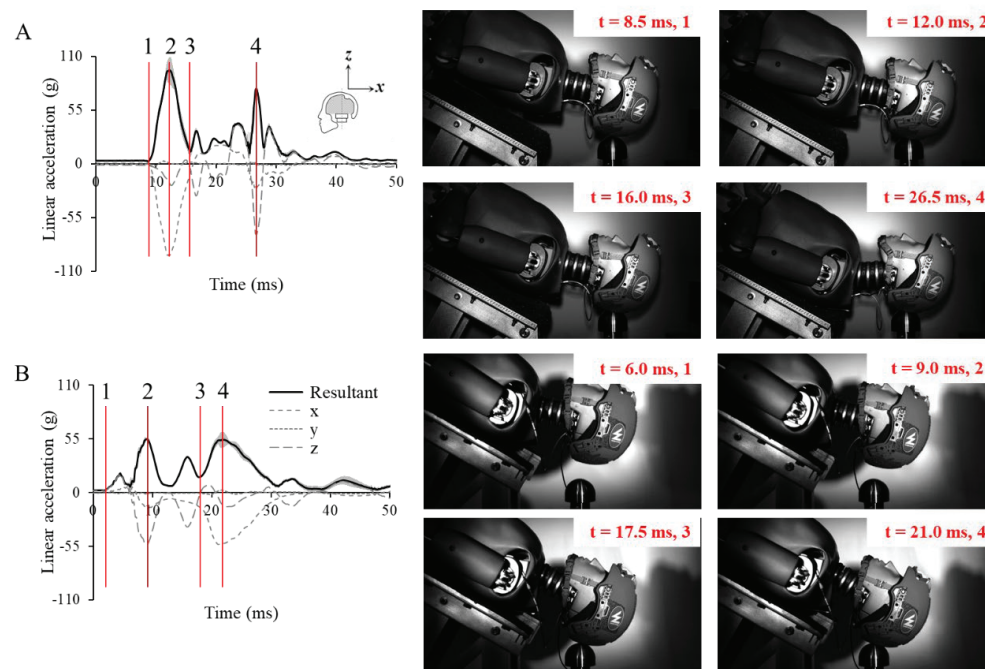 A
110
55
0
-55
-110
Linear acceleration (g)
1 2 3 4
z
x
0 10 20 30 40 50
Time (ms)
t = 8.5 ms, 1
t = 12.0 ms, 2
t = 16.0 ms, 3
t = 26.5 ms, 4
B
110
55
0
-55
-110
Linear acceleration (g)
1 2 3 4
Resultant
x
y
z
0 10 20 30 40 50
Time (ms)
t = 6.0 ms, 1
t = 9.0 ms, 2
t = 17.5 ms, 3
t = 21.0 ms, 4
W
W
W
W
W
W
W
W